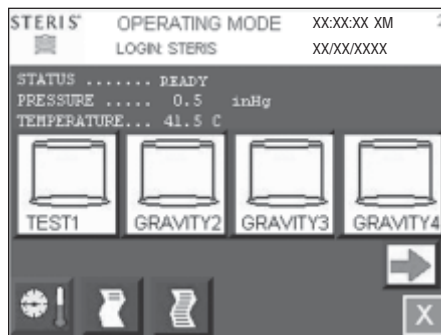 STERIS® OPERATING MODE XX:XX:XX XM 2
LOGIN: STERIS XX/XX/XXXX
STATUS ....... READY
PRESSURE ..... 0.5 inHg
TEMPERATURE... 41.5 C
TEST1 GRAVITY2 GRAVITY3 GRAVITY4
X